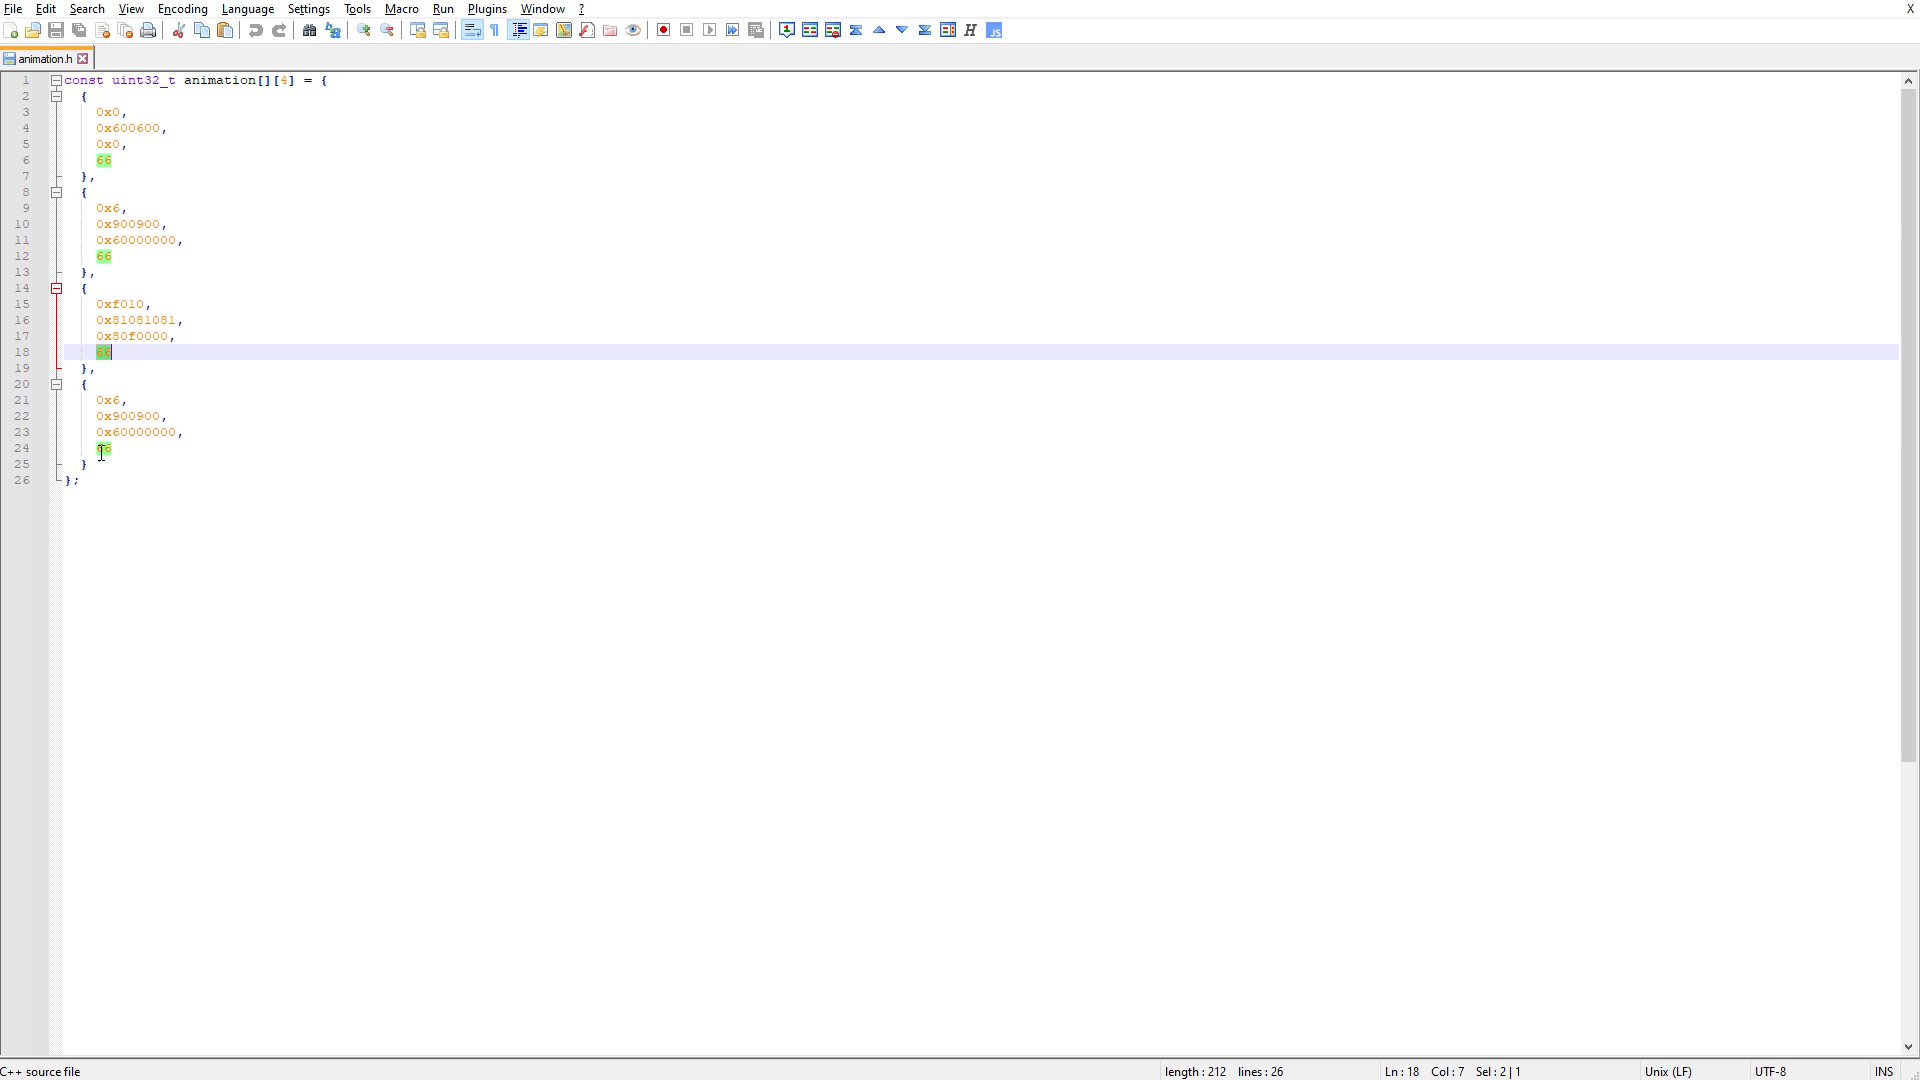 File Edit Search View Encoding Language Settings Tools Macro Run Plugins Window ? X
animation.h
1 const uint32_t animation[][4] = {
2 {
3 0x0,
4 0x600600,
5 0x0,
6 66
7 },
8 {
9 0x6,
10 0x900900,
11 0x60000000,
12 66
13 },
14 {
15 0xf010,
16 0x81081081,
17 0x80f0000,
18 66
19 },
20 {
21 0x6,
22 0x900900,
23 0x60000000,
24 66
25 }
26 };
C++ source file length : 212 lines : 26 Ln : 18 Col : 7 Sel : 2 | 1 Unix (LF) UTF-8 INS